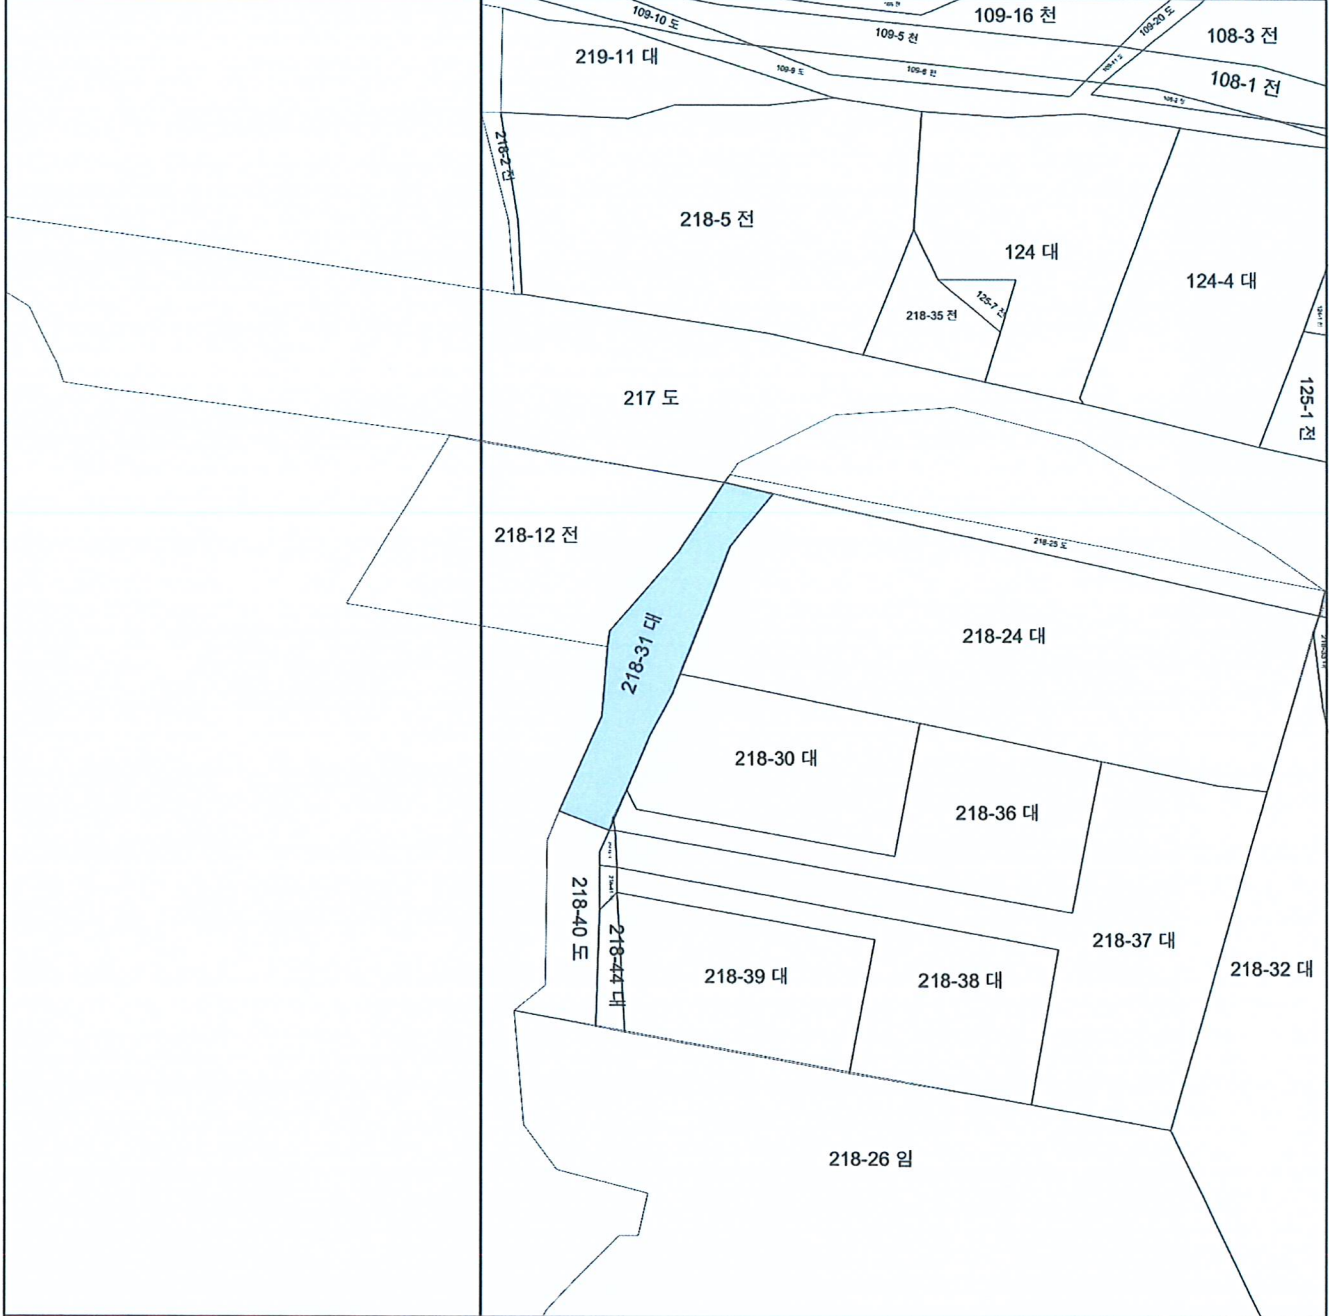 109-10 도
109-16 천
109-20 도
109-5 천
108-3 전
219-11 대
109-9 도
109-6 천
108-1 전
218-2 전
218-5 전
124 대
124-4 대
125-7 전
218-35 전
125-1 전
217 도
218-12 전
218-25 도
218-31 대
218-24 대
218-30 대
218-36 대
218-40 도
218-44 대
218-39 대
218-38 대
218-37 대
218-32 대
218-26 임